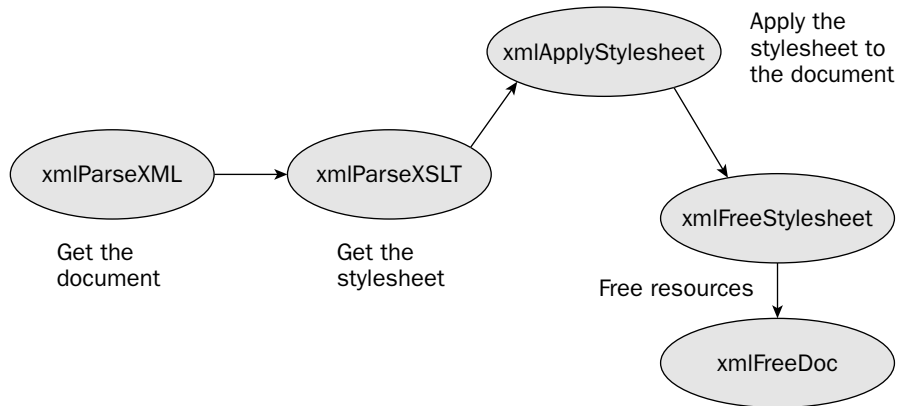 xmlParseXML
Get the
document
xmlParseXSLT
Get the
stylesheet
xmlApplyStylesheet
Apply the
stylesheet to
the document
xmlFreeStylesheet
Free resources
xmlFreeDoc